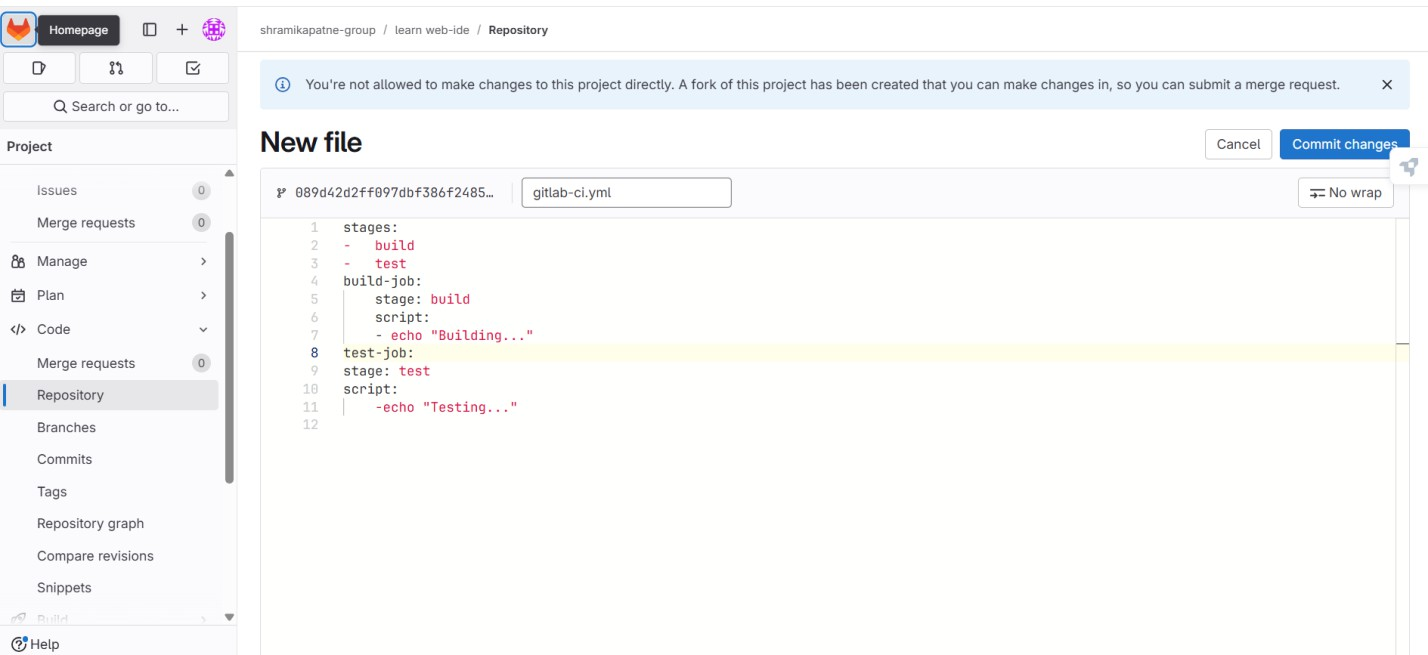 Homepage
shramikapatne-group / learn web-ide / Repository
Search or go to...
You're not allowed to make changes to this project directly. A fork of this project has been created that you can make changes in, so you can submit a merge request.
Project
New file
Cancel
Commit changes
Issues 0
Merge requests 0
089d42d2ff097dbf386f2485…
gitlab-ci.yml
No wrap
Manage
Plan
Code
Merge requests 0
Repository
Branches
Commits
Tags
Repository graph
Compare revisions
Snippets
Build
Help
1 stages:
2 -   build
3 -   test
4 build-job:
5     stage: build
6     script:
7     - echo "Building..."
8 test-job:
9 stage: test
10 script:
11     -echo "Testing..."
12